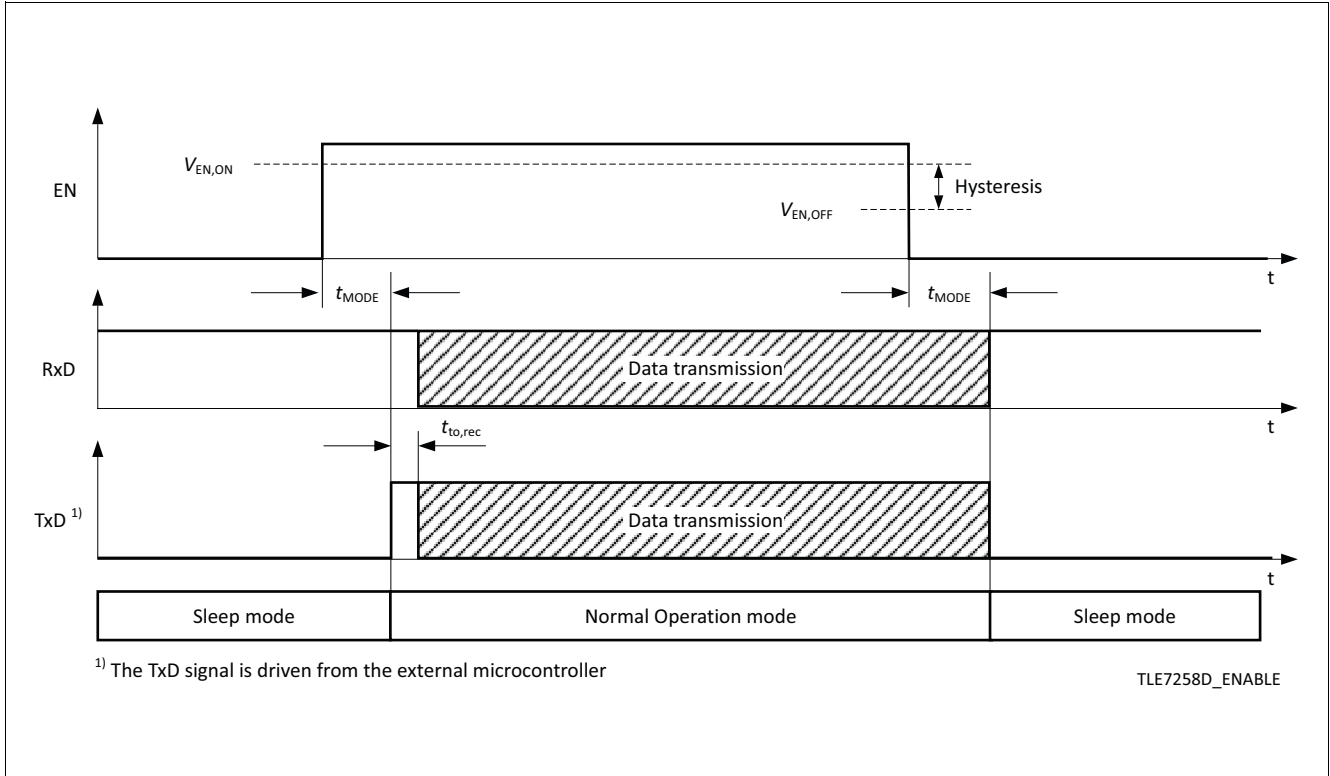 V_EN,ON
EN
Hysteresis
V_EN,OFF
t
t_MODE
t_MODE
RxD
Data transmission
t
t_to,rec
TxD 1)
Data transmission
t
Sleep mode
Normal Operation mode
Sleep mode
1) The TxD signal is driven from the external microcontroller
TLE7258D_ENABLE